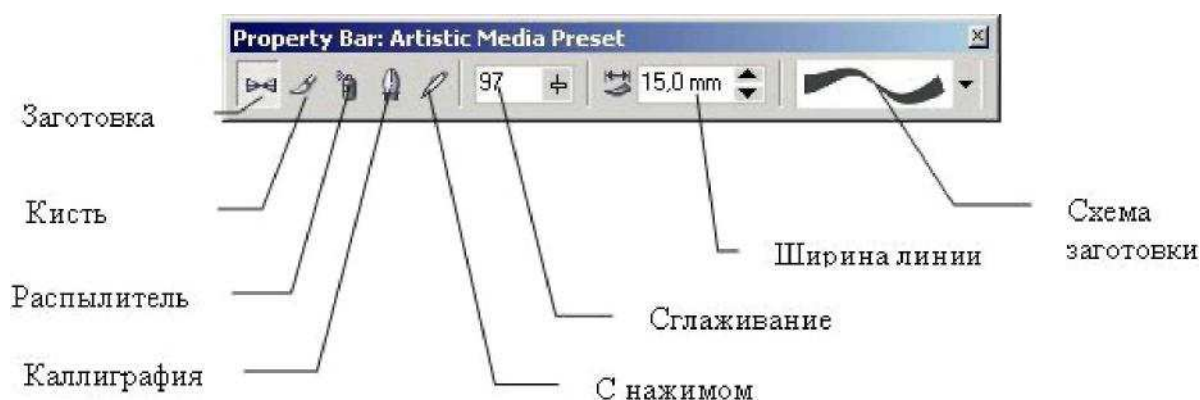 Property Bar: Artistic Media Preset
97
15,0 mm
Заготовка
Кисть
Распылитель
Каллиграфия
С нажимом
Сглаживание
Ширина линии
Схема
заготовки